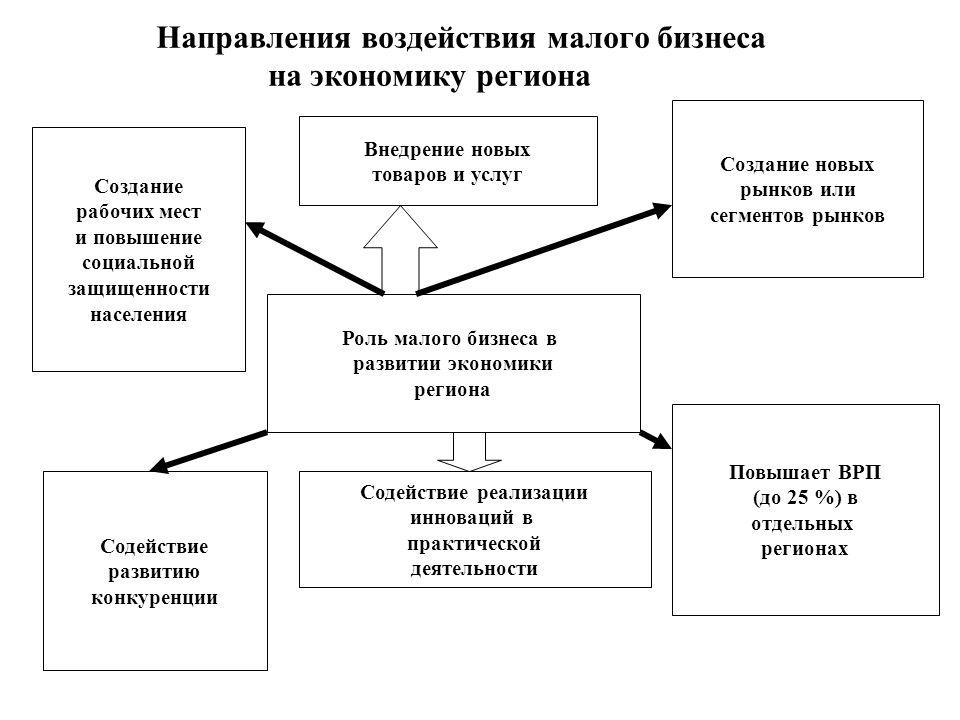 Направления воздействия малого бизнеса
на экономику региона
Создание
рабочих мест
и повышение
социальной
защищенности
населения
Внедрение новых
товаров и услуг
Создание новых
рынков или
сегментов рынков
Роль малого бизнеса в
развитии экономики
региона
Содействие
развитию
конкуренции
Содействие реализации
инноваций в
практической
деятельности
Повышает ВРП
(до 25 %) в
отдельных
регионах